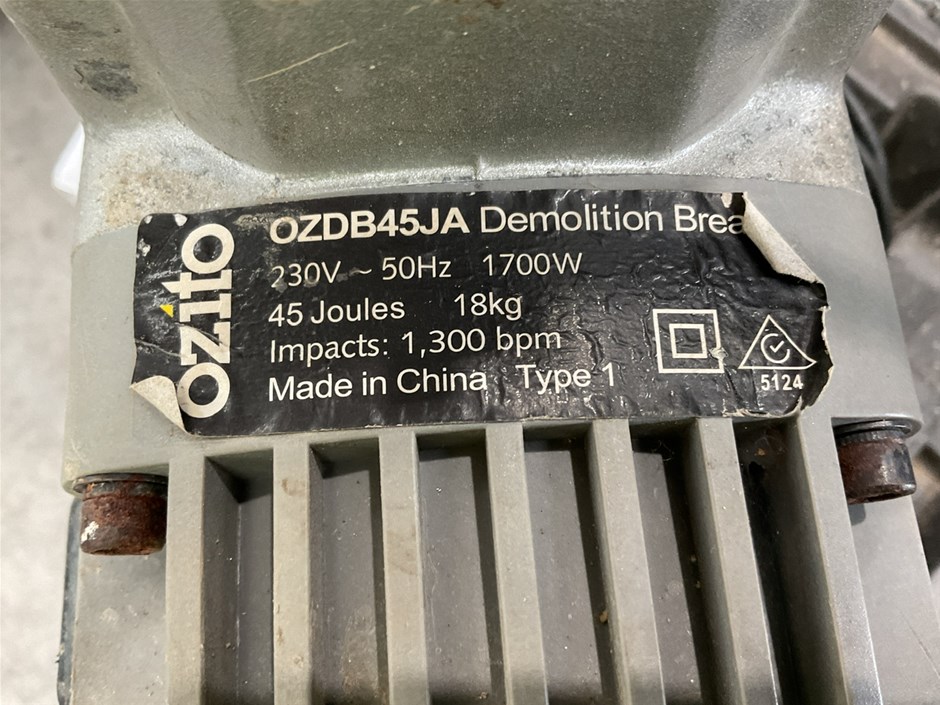 ozito
OZDB45JA Demolition Brea
230V ~ 50Hz 1700W
45 Joules 18kg
Impacts: 1,300 bpm
Made in China Type 1
5124